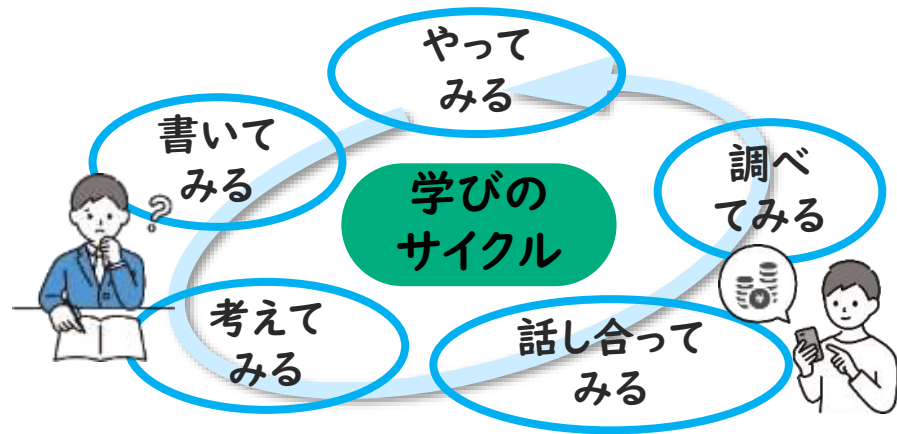 やって
みる
書いて
みる
学びの
サイクル
調べ
てみる
考えて
みる
話し合って
みる
?